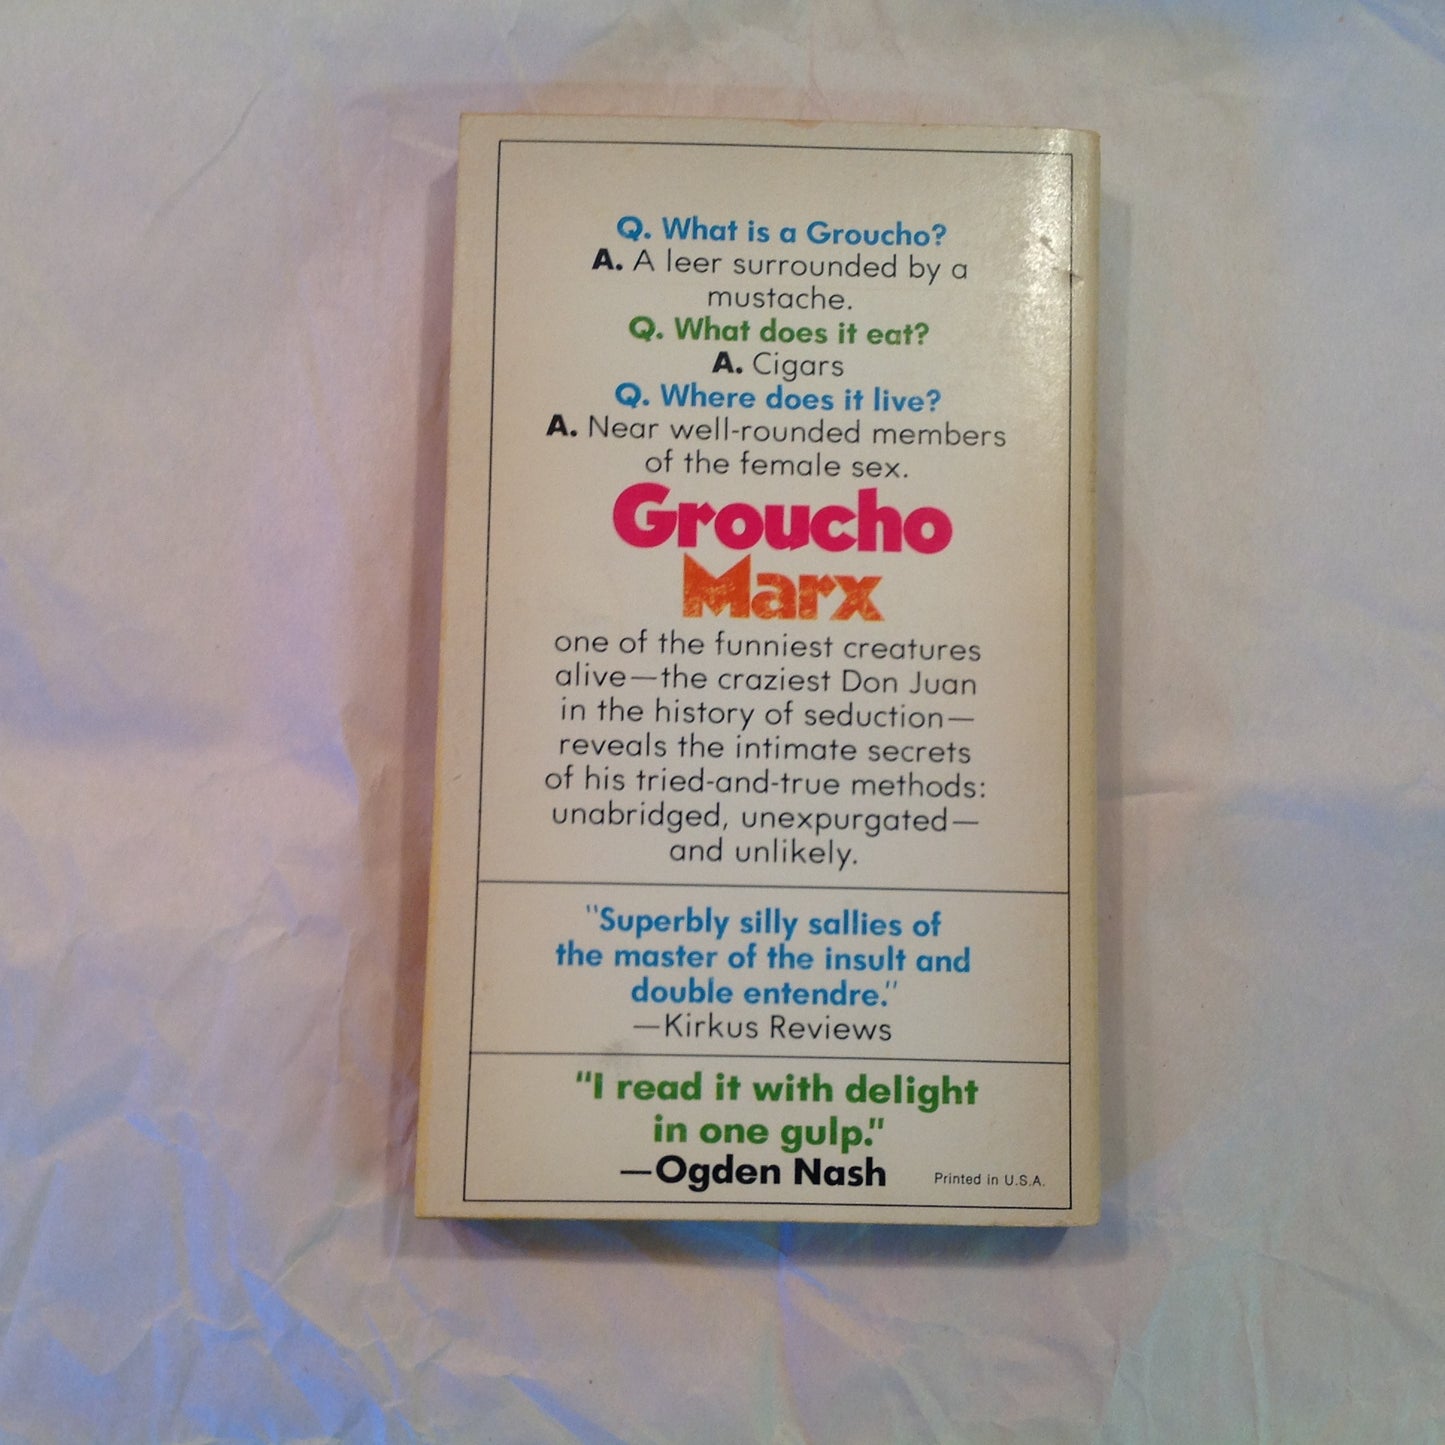 Q. What is a Groucho?
A. A leer surrounded by a
mustache.
Q. What does it eat?
A. Cigars
Q. Where does it live?
A. Near well-rounded members
of the female sex.
Groucho
Marx
one of the funniest creatures
alive—the craziest Don Juan
in the history of seduction—
reveals the intimate secrets
of his tried-and-true methods:
unabridged, unexpurgated—
and unlikely.
"Superbly silly sallies of
the master of the insult and
double entendre."
—Kirkus Reviews
"I read it with delight
in one gulp."
—Ogden Nash
Printed in U.S.A.